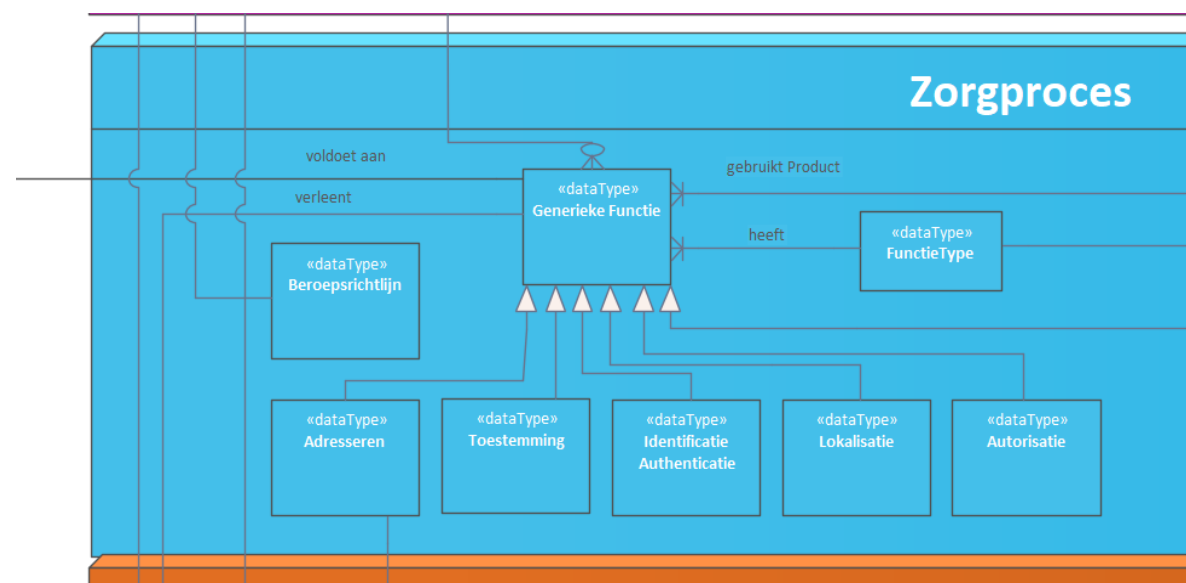 Zorgproces
voldoet aan
gebruikt Product
«dataType»
Generieke Functie
verleent
heeft
«dataType»
FunctieType
«dataType»
Beroepsrichtlijn
«dataType»
Adresseren
«dataType»
Toestemming
«dataType»
Identificatie
Authenticatie
«dataType»
Lokalisatie
«dataType»
Autorisatie